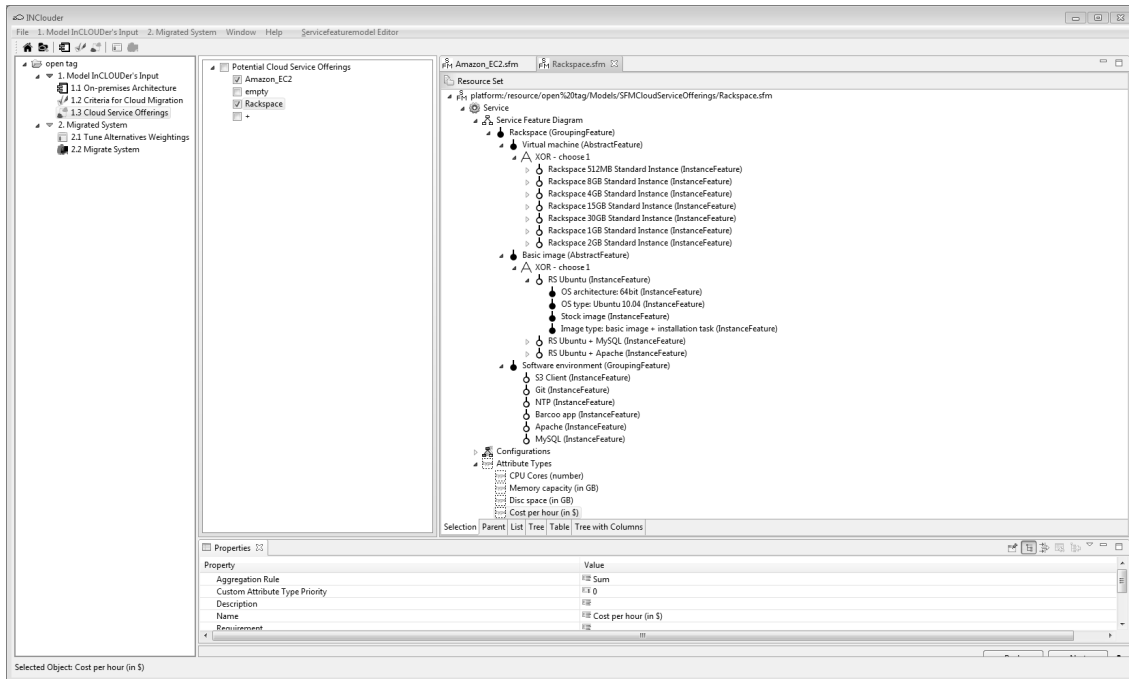 INClouder
File 1. Model InCLOUDer's Input 2. Migrated System Window Help Servicefeaturemodel Editor
open tag
1. Model InCLOUDer's Input
1.1 On-premises Architecture
1.2 Criteria for Cloud Migration
1.3 Cloud Service Offerings
2. Migrated System
2.1 Tune Alternatives Weightings
2.2 Migrate System
Potential Cloud Service Offerings
Amazon_EC2
empty
Rackspace
+
Amazon_EC2.sfm Rackspace.sfm
Resource Set
platform:/resource/open%20tag/Models/SFMCloudServiceOfferings/Rackspace.sfm
Service
Service Feature Diagram
Rackspace (GroupingFeature)
Virtual machine (AbstractFeature)
XOR - choose 1
Rackspace 512MB Standard Instance (InstanceFeature)
Rackspace 8GB Standard Instance (InstanceFeature)
Rackspace 4GB Standard Instance (InstanceFeature)
Rackspace 15GB Standard Instance (InstanceFeature)
Rackspace 30GB Standard Instance (InstanceFeature)
Rackspace 1GB Standard Instance (InstanceFeature)
Rackspace 2GB Standard Instance (InstanceFeature)
Basic image (AbstractFeature)
XOR - choose 1
RS Ubuntu (InstanceFeature)
OS architecture: 64bit (InstanceFeature)
OS type: Ubuntu 10.04 (InstanceFeature)
Stock image (InstanceFeature)
Image type: basic image + installation task (InstanceFeature)
RS Ubuntu + MySQL (InstanceFeature)
RS Ubuntu + Apache (InstanceFeature)
Software environment (GroupingFeature)
S3 Client (InstanceFeature)
Git (InstanceFeature)
NTP (InstanceFeature)
Barcoo app (InstanceFeature)
Apache (InstanceFeature)
MySQL (InstanceFeature)
Configurations
Attribute Types
CPU Cores (number)
Memory capacity (in GB)
Disc space (in GB)
Cost per hour (in $)
Selection Parent List Tree Table Tree with Columns
Properties
Property Value
Aggregation Rule Sum
Custom Attribute Type Priority 0
Description
Name Cost per hour (in $)
Requirement
Selected Object: Cost per hour (in $)